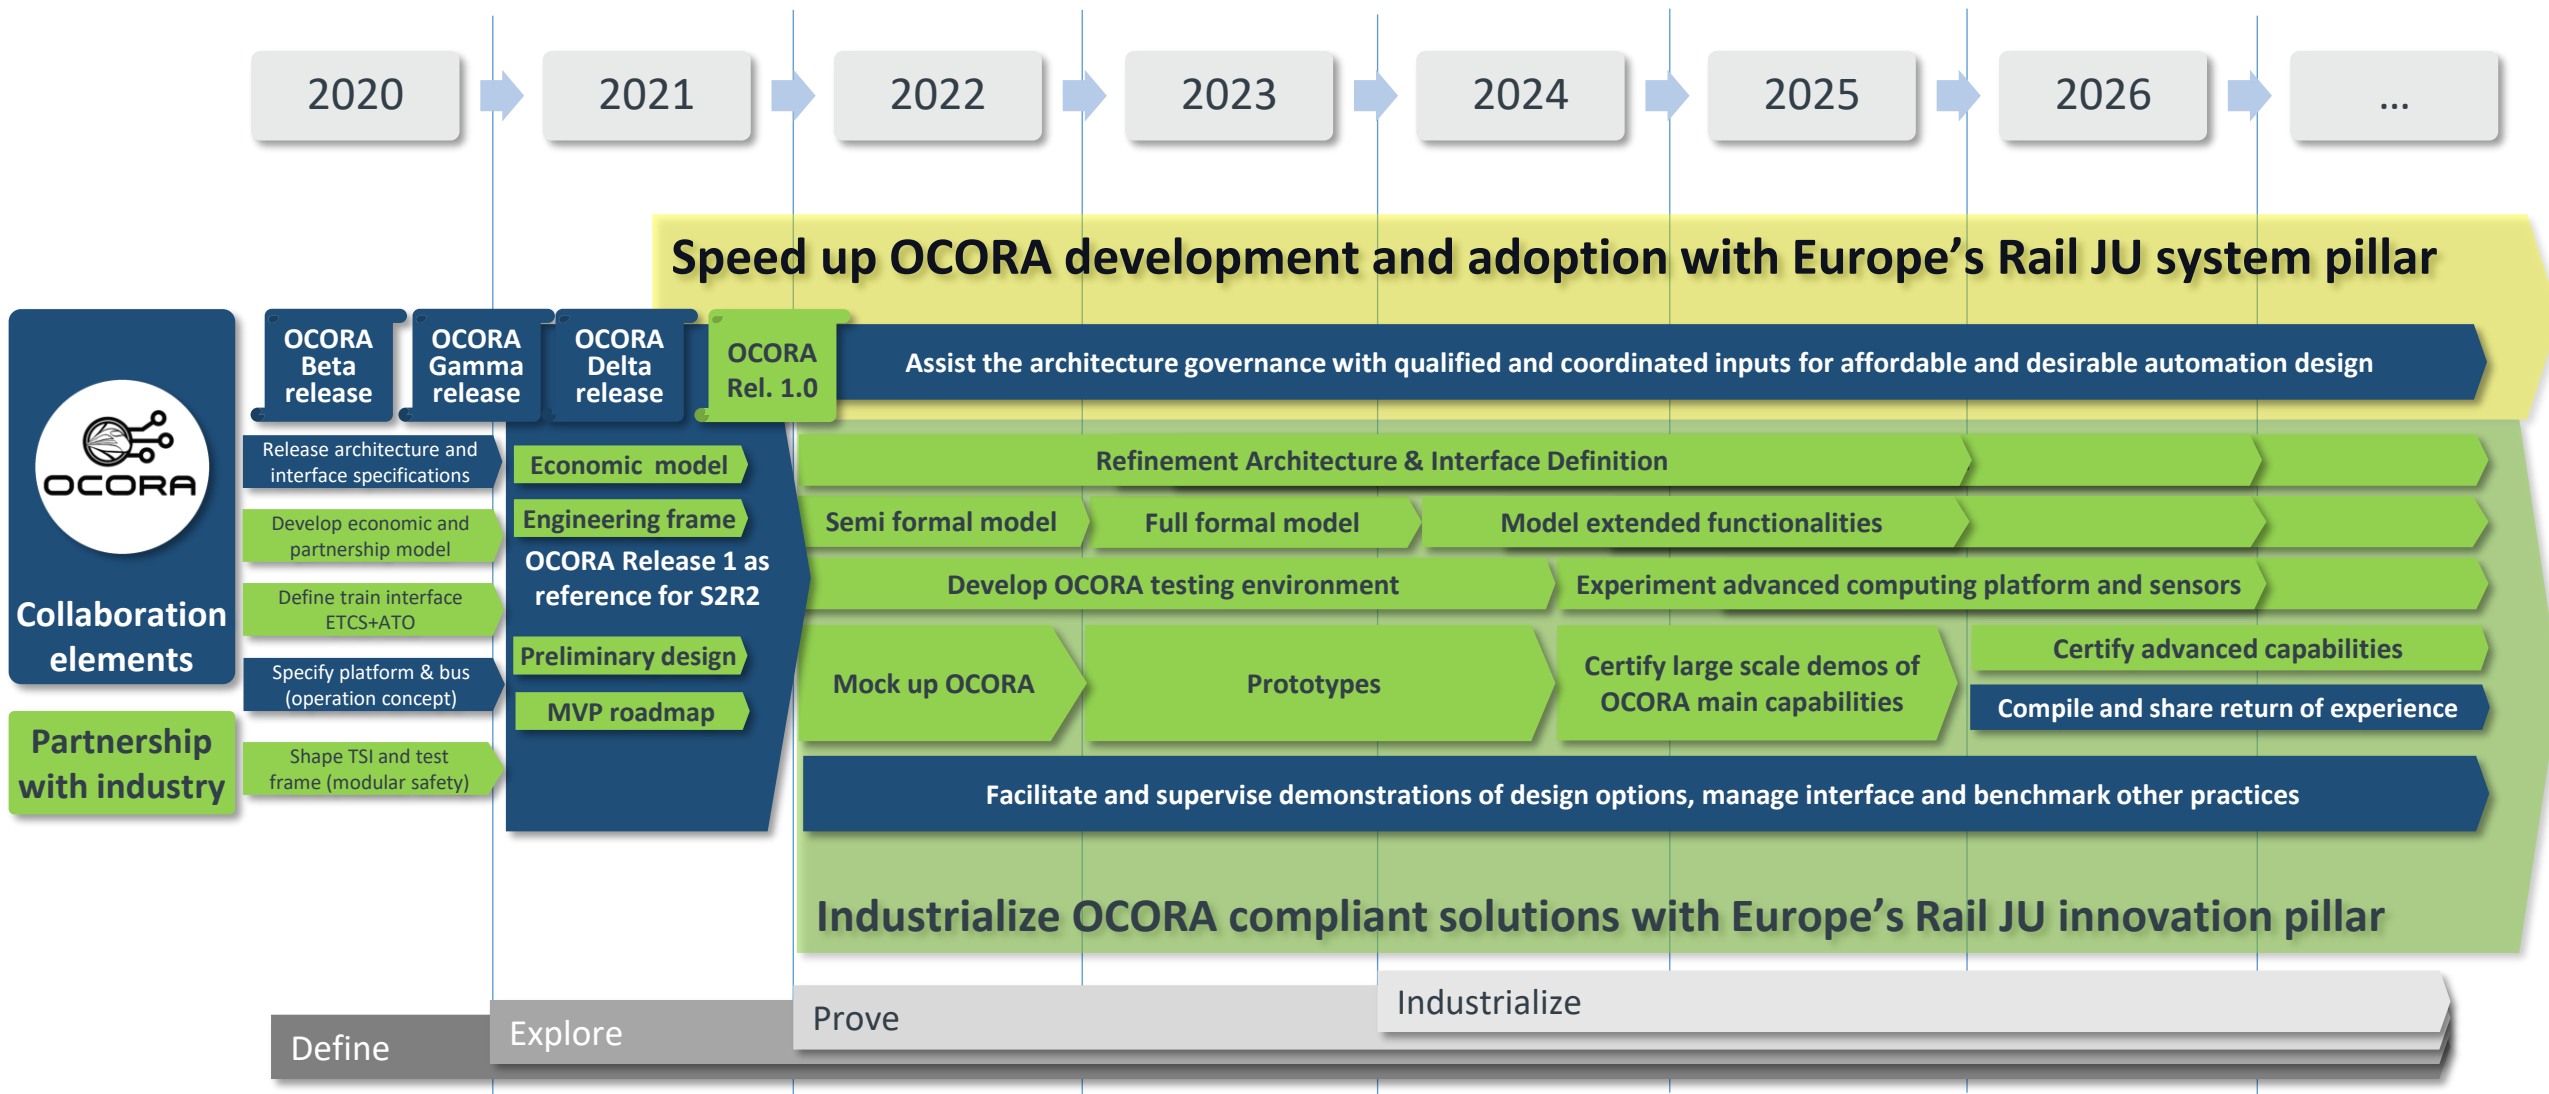 2020
2021
2022
2023
2024
2025
2026
...
Speed up OCORA development and adoption with Europe's Rail JU system pillar
OCORA
Beta
release
OCORA
Gamma
release
OCORA
Delta
release
OCORA
Rel. 1.0
Assist the architecture governance with qualified and coordinated inputs for affordable and desirable automation design
OCORA
Collaboration
elements
Partnership
with industry
Release architecture and
interface specifications
Develop economic and
partnership model
Define train interface
ETCS+ATO
Specify platform & bus
(operation concept)
Shape TSI and test
frame (modular safety)
Economic model
Engineering frame
OCORA Release 1 as
reference for S2R2
Preliminary design
MVP roadmap
Refinement Architecture & Interface Definition
Semi formal model
Full formal model
Model extended functionalities
Develop OCORA testing environment
Experiment advanced computing platform and sensors
Mock up OCORA
Prototypes
Certify large scale demos of
OCORA main capabilities
Certify advanced capabilities
Compile and share return of experience
Facilitate and supervise demonstrations of design options, manage interface and benchmark other practices
Industrialize OCORA compliant solutions with Europe's Rail JU innovation pillar
Define
Explore
Prove
Industrialize